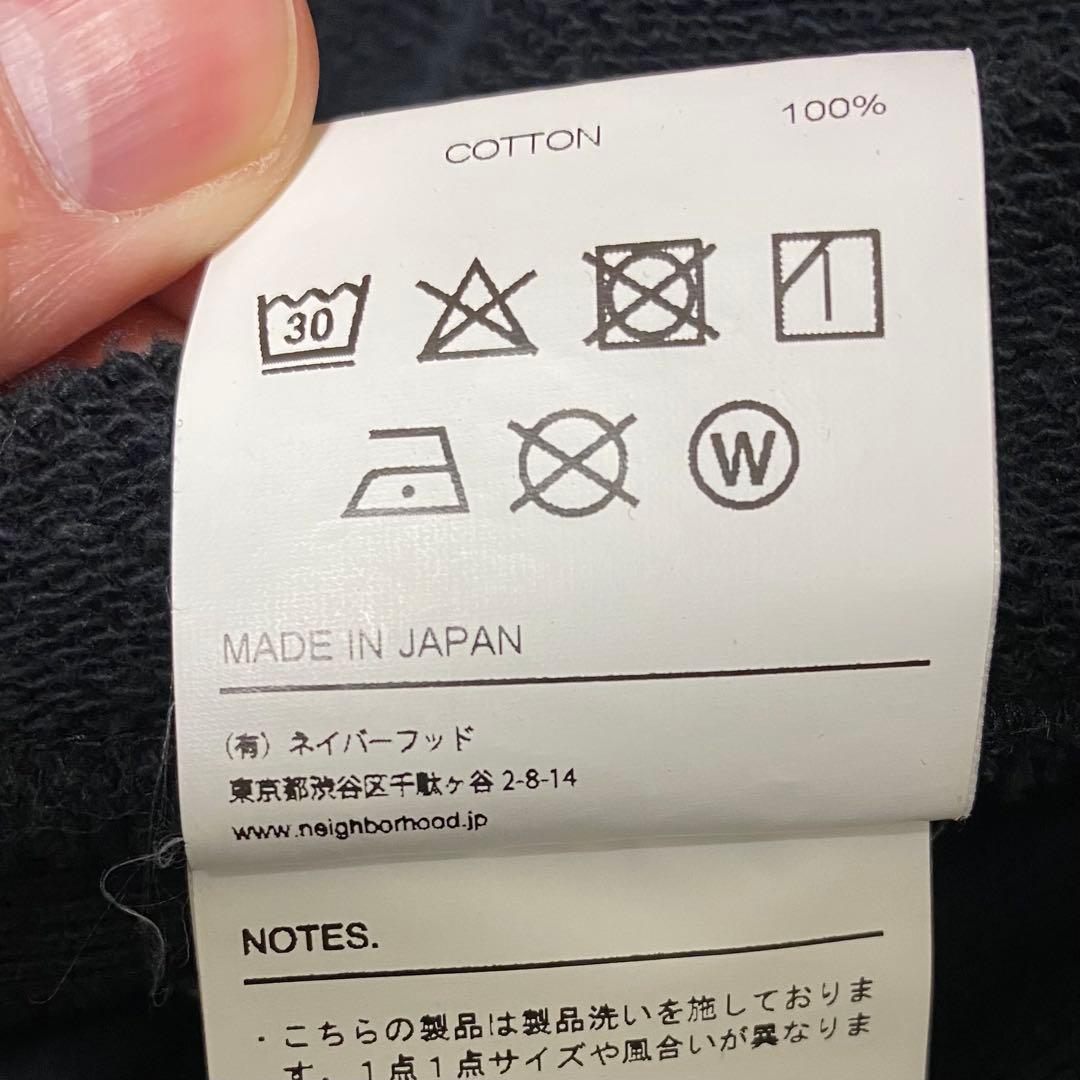 COTTON 100%
30
W
MADE IN JAPAN
(有) ネイバーフッド
東京都渋谷区千駄ヶ谷 2-8-14
www.neighborhood.jp
NOTES.
・こちらの製品は製品洗いを施しておりま
す。1点1点サイズや風合いが異なりま